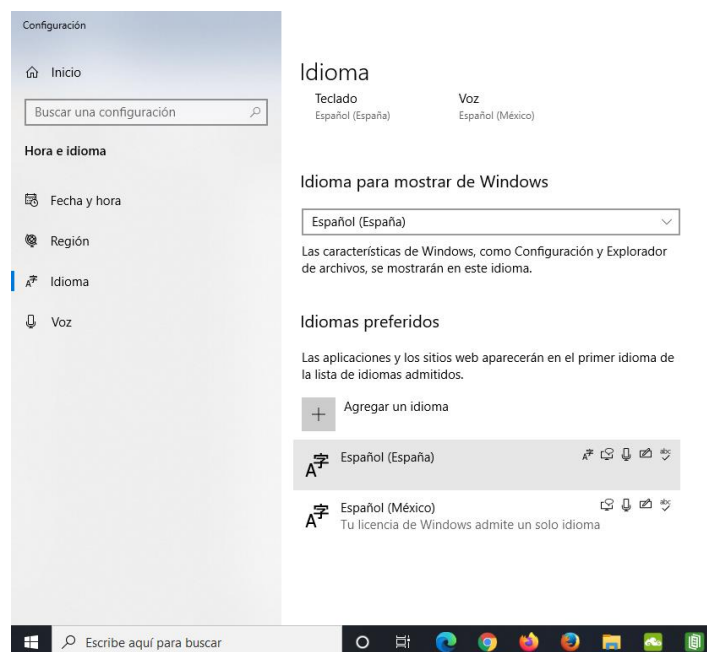 Configuración
Inicio
Buscar una configuración
Hora e idioma
Fecha y hora
Región
Idioma
Voz
Idioma
Teclado Voz
Español (España) Español (México)
Idioma para mostrar de Windows
Español (España)
Las características de Windows, como Configuración y Explorador
de archivos, se mostrarán en este idioma.
Idiomas preferidos
Las aplicaciones y los sitios web aparecerán en el primer idioma de
la lista de idiomas admitidos.
Agregar un idioma
Español (España)
Español (México)
Tu licencia de Windows admite un solo idioma
Escribe aquí para buscar